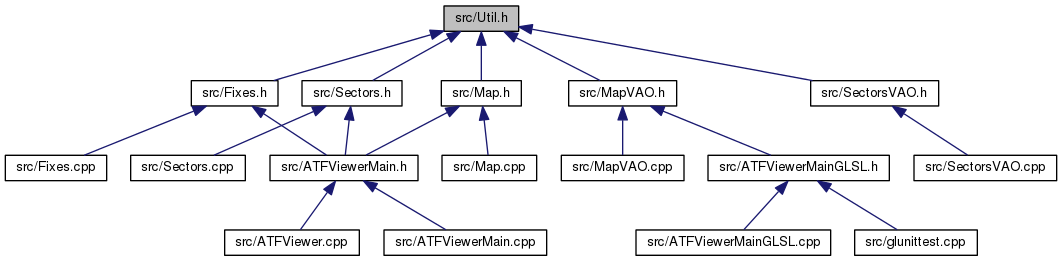 src/Util.h
src/Fixes.h
src/Sectors.h
src/Map.h
src/MapVAO.h
src/SectorsVAO.h
src/Fixes.cpp
src/Sectors.cpp
src/ATFViewerMain.h
src/Map.cpp
src/MapVAO.cpp
src/ATFViewerMainGLSL.h
src/SectorsVAO.cpp
src/ATFViewer.cpp
src/ATFViewerMain.cpp
src/ATFViewerMainGLSL.cpp
src/glunittest.cpp